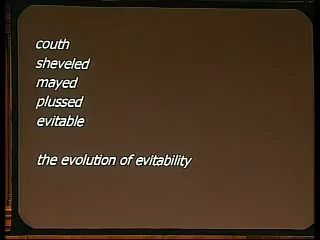 couth
sheveled
mayed
plussed
evitable
the evolution of evitability